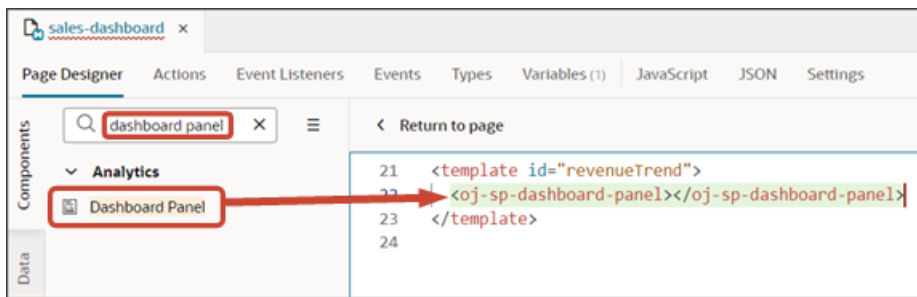 sales-dashboard ×
Page Designer Actions Event Listeners Events Types Variables (1) JavaScript JSON Settings
Components
Data
dashboard panel ×
Analytics
Dashboard Panel
< Return to page
21 <template id="revenueTrend">
22 <oj-sp-dashboard-panel></oj-sp-dashboard-panel>
23 </template>
24